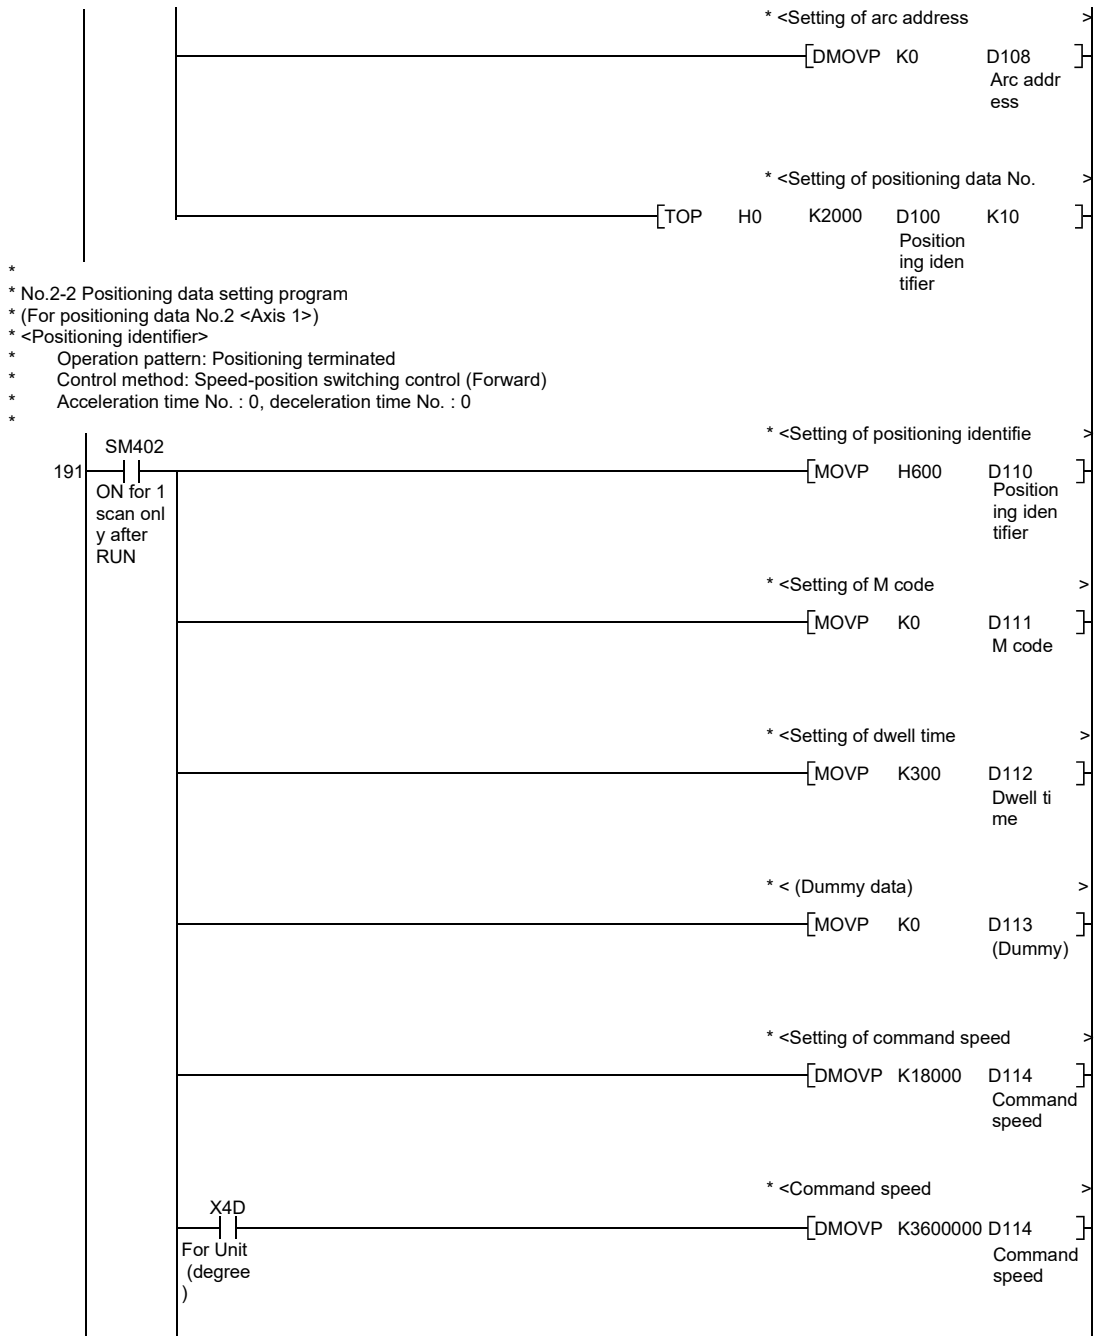 * <Setting of arc address >
DMOVP K0 D108
Arc addr
ess
* <Setting of positioning data No. >
TOP H0 K2000 D100 K10
Position
ing iden
tifier
*
* No.2-2 Positioning data setting program
* (For positioning data No.2 <Axis 1>)
* <Positioning identifier>
* Operation pattern: Positioning terminated
* Control method: Speed-position switching control (Forward)
* Acceleration time No. : 0, deceleration time No. : 0
*
* <Setting of positioning identifie >
SM402
191 MOVP H600 D110
ON for 1
scan onl
y after
RUN
Position
ing iden
tifier
* <Setting of M code >
MOVP K0 D111
M code
* <Setting of dwell time >
MOVP K300 D112
Dwell ti
me
* < (Dummy data) >
MOVP K0 D113
(Dummy)
* <Setting of command speed >
DMOVP K18000 D114
Command
speed
* <Command speed >
X4D
DMOVP K3600000 D114
For Unit
(degree
)
Command
speed